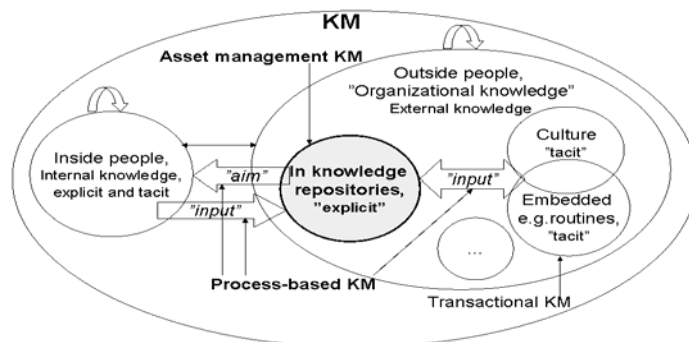 KM
Asset management KM
Outside people,
"Organizational knowledge"
External knowledge
Inside people,
Internal knowledge,
explicit and tacit
"aim"
"input"
In knowledge
repositories,
"explicit"
"input"
Culture
"tacit"
Embedded
e.g. routines,
"tacit"
...
Process-based KM
Transactional KM